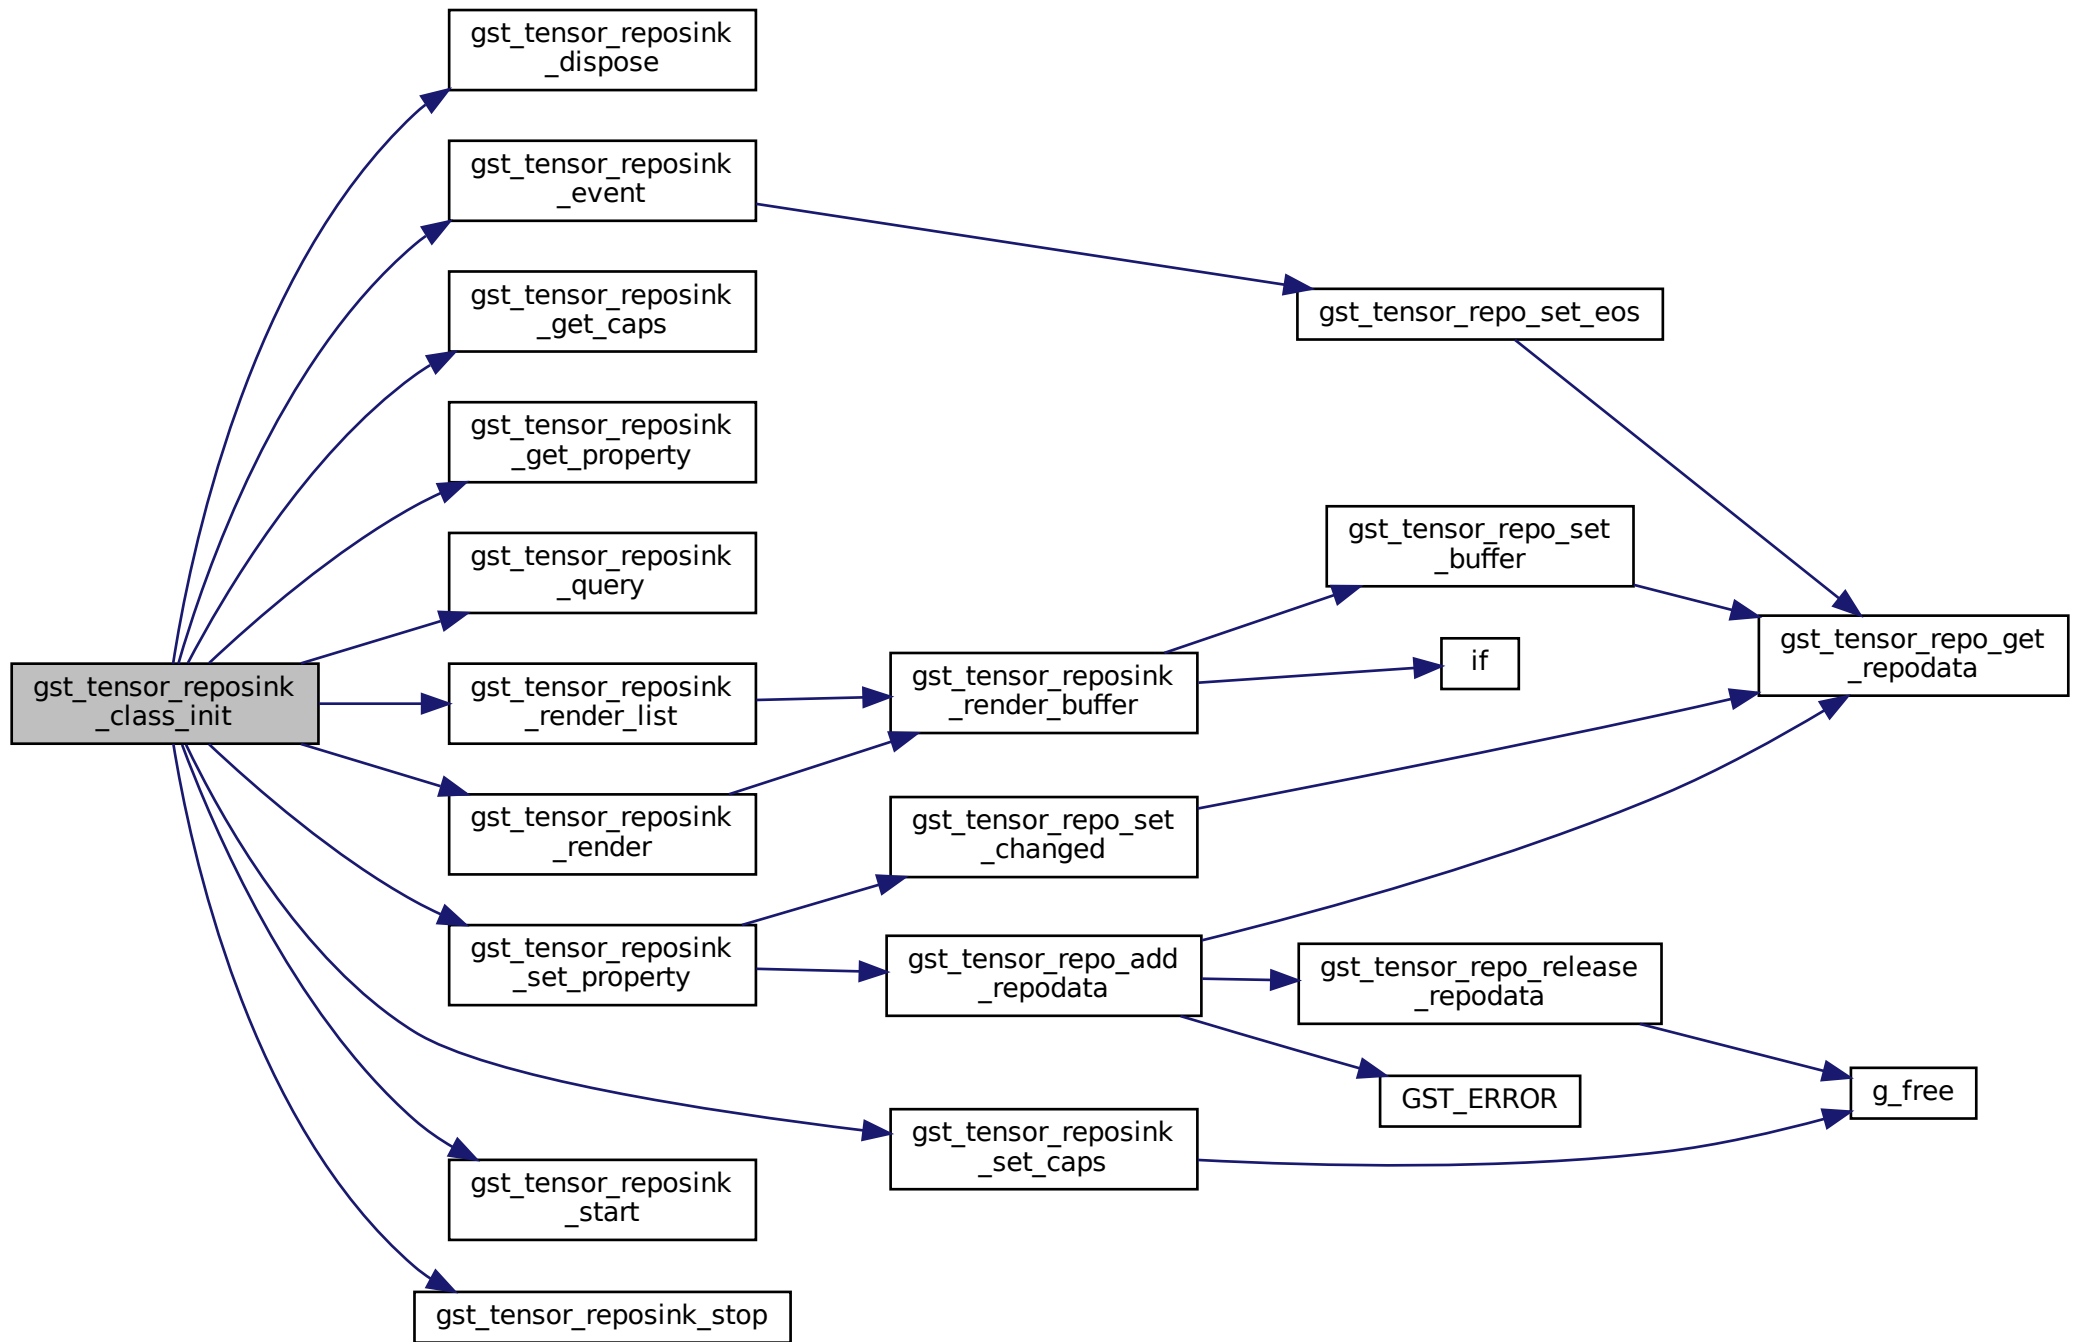 gst_tensor_reposink
_class_init
gst_tensor_reposink
_dispose
gst_tensor_reposink
_event
gst_tensor_reposink
_get_caps
gst_tensor_reposink
_get_property
gst_tensor_reposink
_query
gst_tensor_reposink
_render_list
gst_tensor_reposink
_render
gst_tensor_reposink
_set_property
gst_tensor_reposink
_start
gst_tensor_reposink_stop
gst_tensor_reposink
_render_buffer
gst_tensor_repo_set
_changed
gst_tensor_repo_add
_repodata
gst_tensor_reposink
_set_caps
gst_tensor_repo_set_eos
gst_tensor_repo_set
_buffer
if
gst_tensor_repo_release
_repodata
GST_ERROR
gst_tensor_repo_get
_repodata
g_free